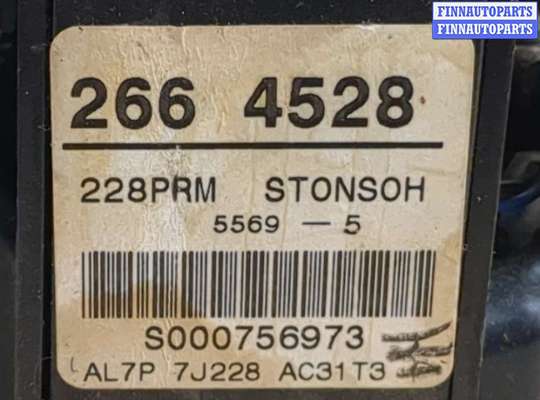 FINNAUTOPARTS
FINNAUTOPARTS
266 4528
228PRM STONSOH
5569 - 5
S000756973
AL7P 7J228 AC31T3